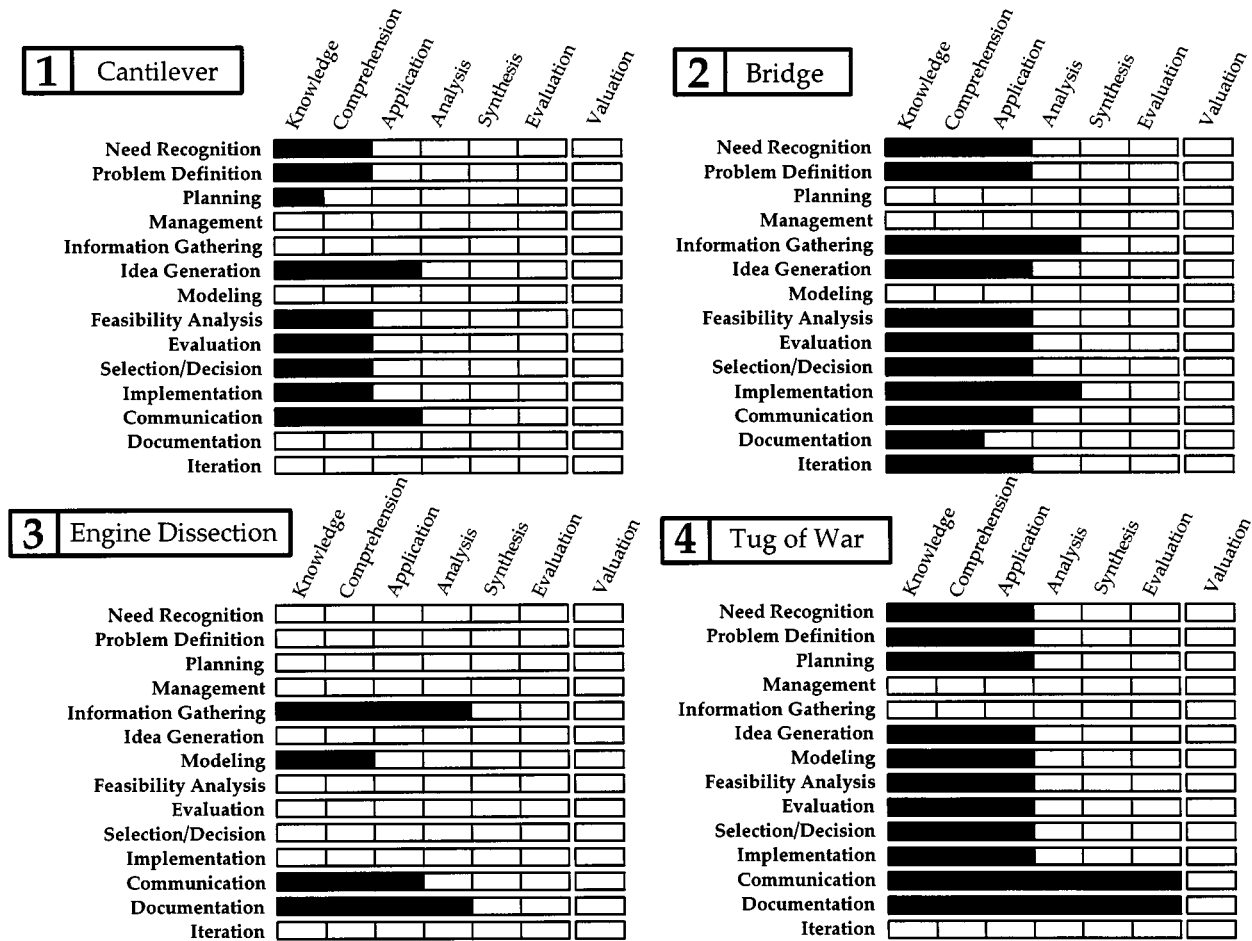 1 Cantilever
Knowledge
Comprehension
Application
Analysis
Synthesis
Evaluation
Valuation
Need Recognition
Problem Definition
Planning
Management
Information Gathering
Idea Generation
Modeling
Feasibility Analysis
Evaluation
Selection/Decision
Implementation
Communication
Documentation
Iteration
2 Bridge
Knowledge
Comprehension
Application
Analysis
Synthesis
Evaluation
Valuation
Need Recognition
Problem Definition
Planning
Management
Information Gathering
Idea Generation
Modeling
Feasibility Analysis
Evaluation
Selection/Decision
Implementation
Communication
Documentation
Iteration
3 Engine Dissection
Knowledge
Comprehension
Application
Analysis
Synthesis
Evaluation
Valuation
Need Recognition
Problem Definition
Planning
Management
Information Gathering
Idea Generation
Modeling
Feasibility Analysis
Evaluation
Selection/Decision
Implementation
Communication
Documentation
Iteration
4 Tug of War
Knowledge
Comprehension
Application
Analysis
Synthesis
Evaluation
Valuation
Need Recognition
Problem Definition
Planning
Management
Information Gathering
Idea Generation
Modeling
Feasibility Analysis
Evaluation
Selection/Decision
Implementation
Communication
Documentation
Iteration